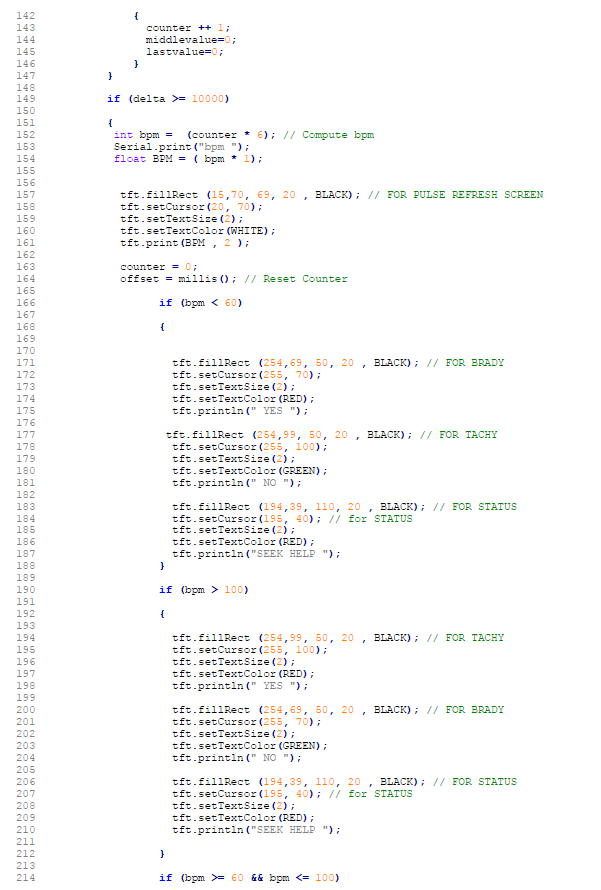 142 {
143 counter ++ 1;
144 middlevalue=0;
145 lastvalue=0;
146 }
147 }
148
149 if (delta >= 10000)
150
151 {
152 int bpm = (counter * 6); // Compute bpm
153 Serial.print("bpm ");
154 float BPM = ( bpm * 1);
155
156
157 tft.fillRect (15,70, 69, 20 , BLACK); // FOR PULSE REFRESH SCREEN
158 tft.setCursor(20, 70);
159 tft.setTextSize(2);
160 tft.setTextColor(WHITE);
161 tft.print(BPM , 2 );
162
163 counter = 0;
164 offset = millis(); // Reset Counter
165
166 if (bpm < 60)
167
168 {
169
170
171 tft.fillRect (254,69, 50, 20 , BLACK); // FOR BRADY
172 tft.setCursor(255, 70);
173 tft.setTextSize(2);
174 tft.setTextColor(RED);
175 tft.println(" YES ");
176
177 tft.fillRect (254,99, 50, 20 , BLACK); // FOR TACHY
178 tft.setCursor(255, 100);
179 tft.setTextSize(2);
180 tft.setTextColor(GREEN);
181 tft.println(" NO ");
182
183 tft.fillRect (194,39, 110, 20 , BLACK); // FOR STATUS
184 tft.setCursor(195, 40); // for STATUS
185 tft.setTextSize(2);
186 tft.setTextColor(RED);
187 tft.println("SEEK HELP ");
188 }
189
190 if (bpm > 100)
191
192 {
193
194 tft.fillRect (254,99, 50, 20 , BLACK); // FOR TACHY
195 tft.setCursor(255, 100);
196 tft.setTextSize(2);
197 tft.setTextColor(RED);
198 tft.println(" YES ");
199
200 tft.fillRect (254,69, 50, 20 , BLACK); // FOR BRADY
201 tft.setCursor(255, 70);
202 tft.setTextSize(2);
203 tft.setTextColor(GREEN);
204 tft.println(" NO ");
205
206 tft.fillRect (194,39, 110, 20 , BLACK); // FOR STATUS
207 tft.setCursor(195, 40); // for STATUS
208 tft.setTextSize(2);
209 tft.setTextColor(RED);
210 tft.println("SEEK HELP ");
211
212 }
213
214 if (bpm >= 60 && bpm <= 100)